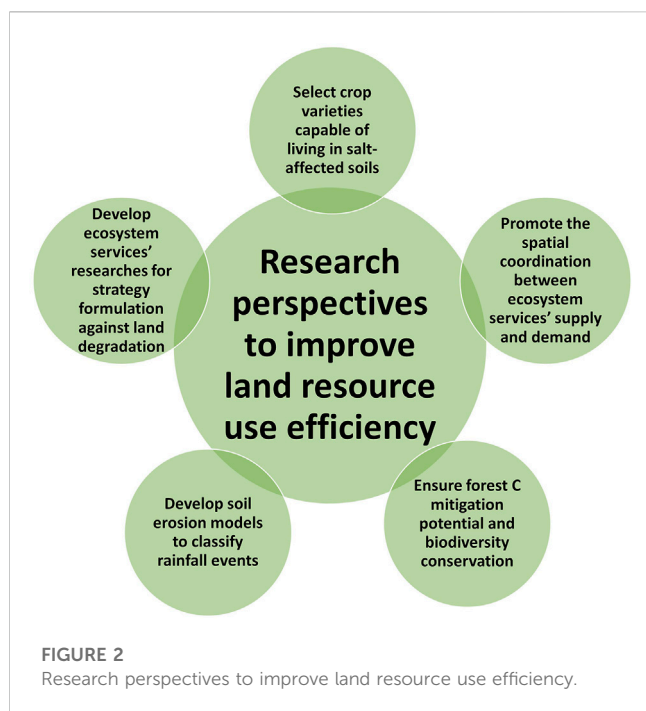 Select crop
varieties
capable of
living in salt-
affected soils
Develop
ecosystem
services’
researches for
strategy
formulation
against land
degradation
Promote the
spatial
coordination
between
ecosystem
services’ supply
and demand
Research
perspectives
to improve
land resource
use efficiency
Develop soil
erosion models
to classify
rainfall events
Ensure forest C
mitigation
potential and
biodiversity
conservation
FIGURE 2
Research perspectives to improve land resource use efficiency.